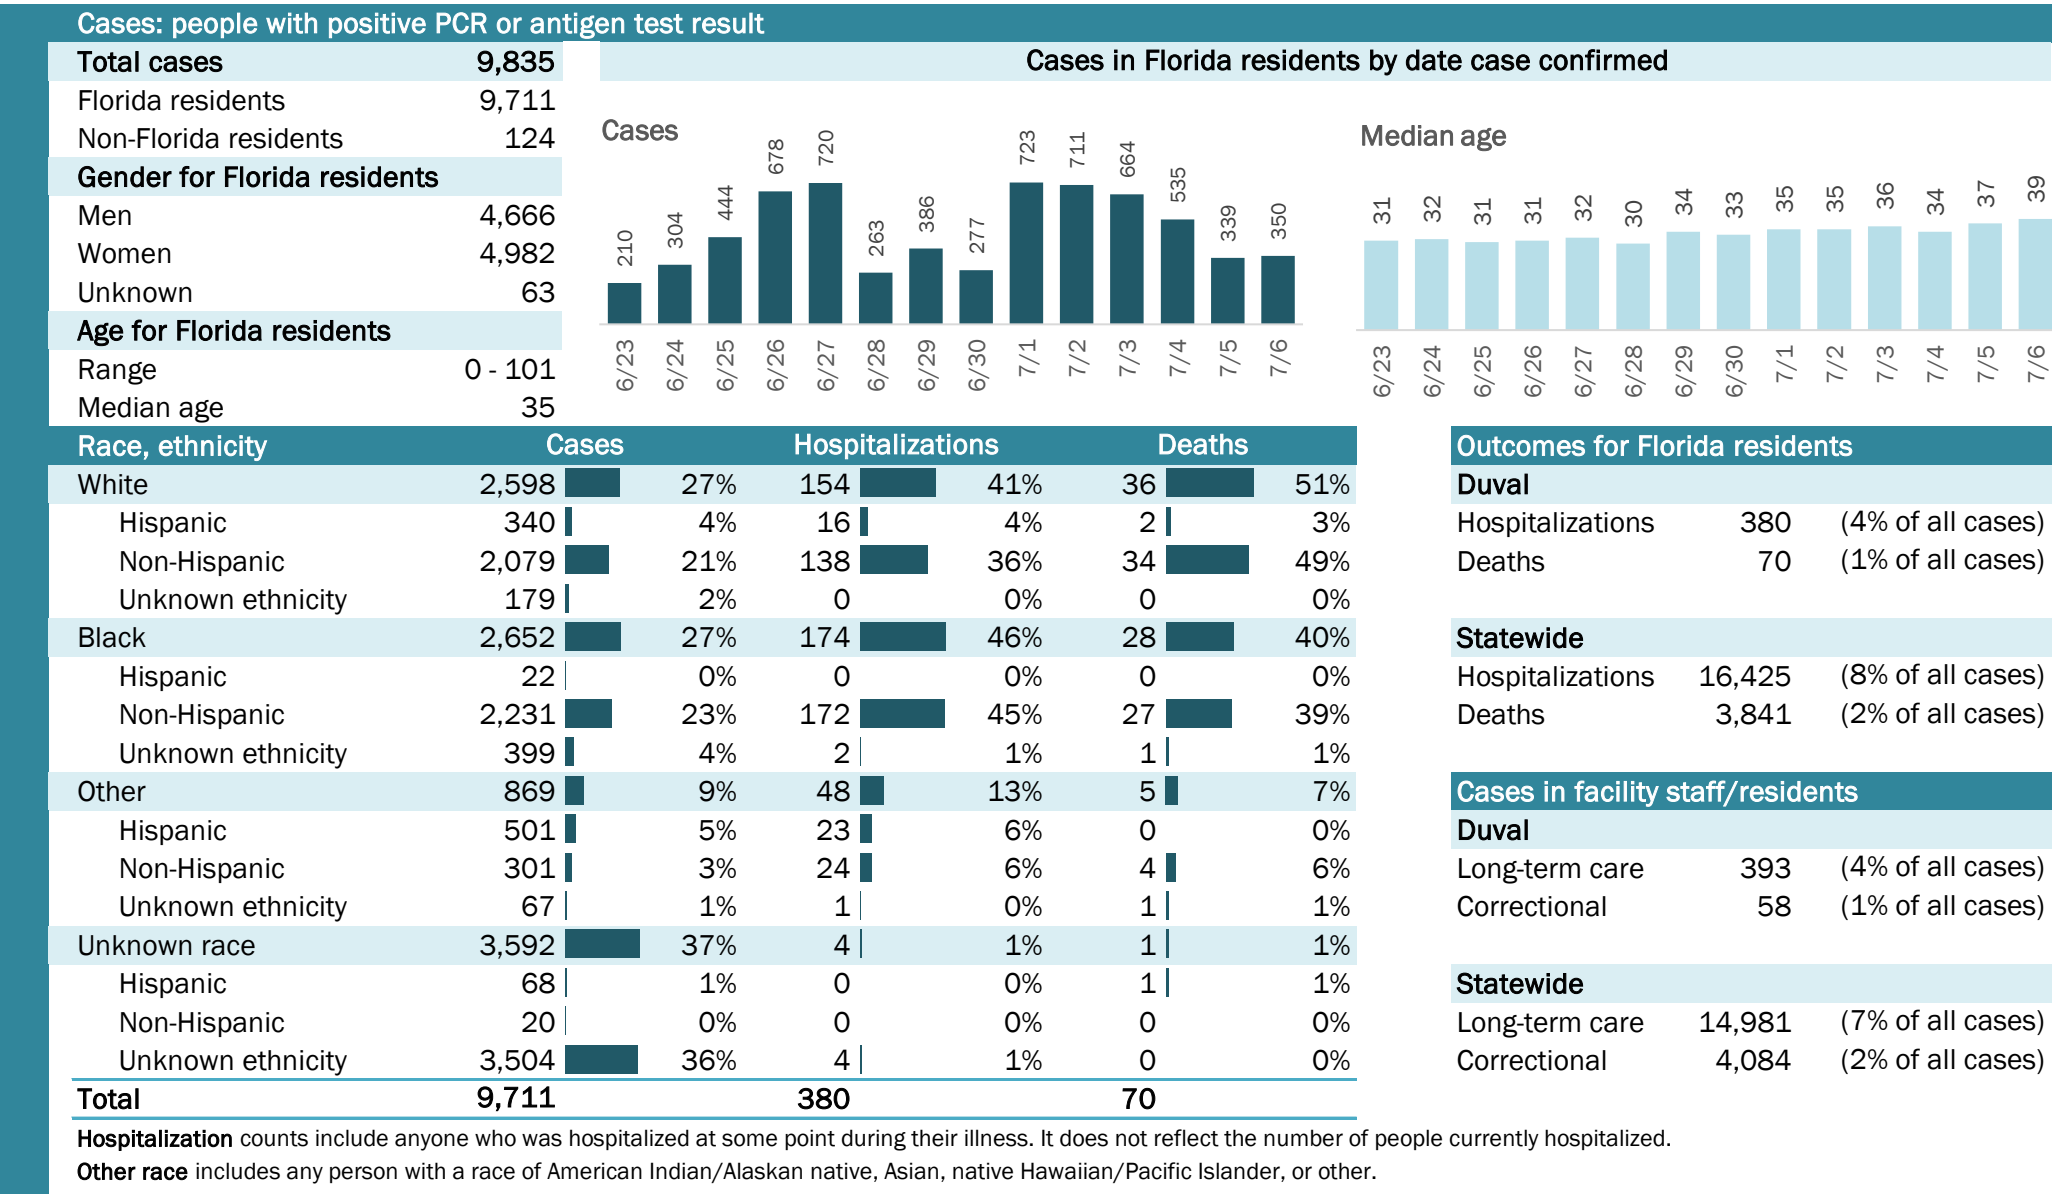 Cases: people with positive PCR or antigen test result
Total cases 9,835
Florida residents 9,711
Non-Florida residents 124
Gender for Florida residents
Men 4,666
Women 4,982
Unknown 63
Age for Florida residents
Range 0 - 101
Median age 35
Cases in Florida residents by date case confirmed
Cases
210 304 444 678 720 263 386 277 723 711 664 535 339 350
6/23 6/24 6/25 6/26 6/27 6/28 6/29 6/30 7/1 7/2 7/3 7/4 7/5 7/6
Median age
31 32 31 31 32 30 34 33 35 35 36 34 37 39
6/23 6/24 6/25 6/26 6/27 6/28 6/29 6/30 7/1 7/2 7/3 7/4 7/5 7/6
Race, ethnicity Cases Hospitalizations Deaths
White 2,598 27% 154 41% 36 51%
Hispanic 340 4% 16 4% 2 3%
Non-Hispanic 2,079 21% 138 36% 34 49%
Unknown ethnicity 179 2% 0 0% 0 0%
Black 2,652 27% 174 46% 28 40%
Hispanic 22 0% 0 0% 0 0%
Non-Hispanic 2,231 23% 172 45% 27 39%
Unknown ethnicity 399 4% 2 1% 1 1%
Other 869 9% 48 13% 5 7%
Hispanic 501 5% 23 6% 0 0%
Non-Hispanic 301 3% 24 6% 4 6%
Unknown ethnicity 67 1% 1 0% 1 1%
Unknown race 3,592 37% 4 1% 1 1%
Hispanic 68 1% 0 0% 1 1%
Non-Hispanic 20 0% 0 0% 0 0%
Unknown ethnicity 3,504 36% 4 1% 0 0%
Total 9,711 380 70
Outcomes for Florida residents
Duval
Hospitalizations 380 (4% of all cases)
Deaths 70 (1% of all cases)
Statewide
Hospitalizations 16,425 (8% of all cases)
Deaths 3,841 (2% of all cases)
Cases in facility staff/residents
Duval
Long-term care 393 (4% of all cases)
Correctional 58 (1% of all cases)
Statewide
Long-term care 14,981 (7% of all cases)
Correctional 4,084 (2% of all cases)
Hospitalization counts include anyone who was hospitalized at some point during their illness. It does not reflect the number of people currently hospitalized.
Other race includes any person with a race of American Indian/Alaskan native, Asian, native Hawaiian/Pacific Islander, or other.